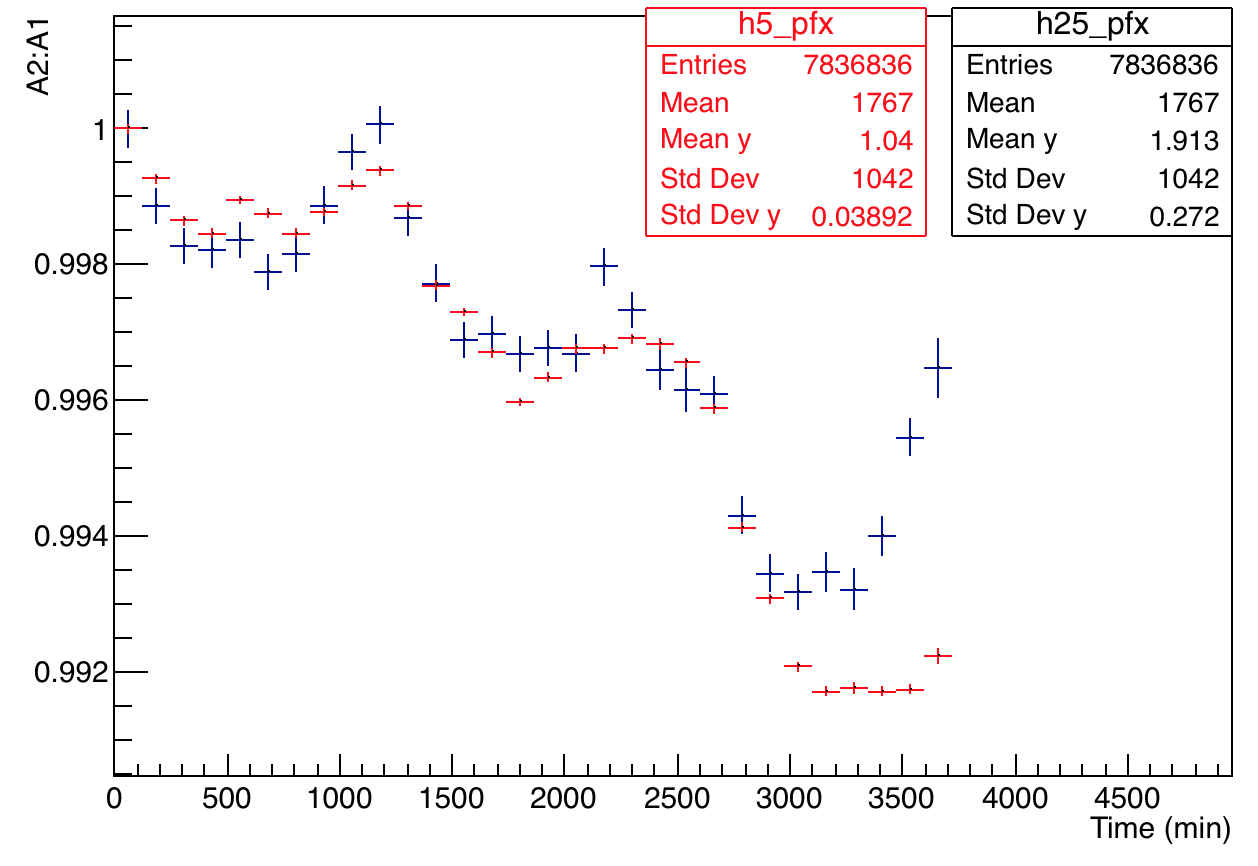 A2:A1
h5_pfx
Entries 7836836
Mean 1767
Mean y 1.04
Std Dev 1042
Std Dev y 0.03892
h25_pfx
Entries 7836836
Mean 1767
Mean y 1.913
Std Dev 1042
Std Dev y 0.272
1
0.998
0.996
0.994
0.992
0 500 1000 1500 2000 2500 3000 3500 4000 4500
Time (min)